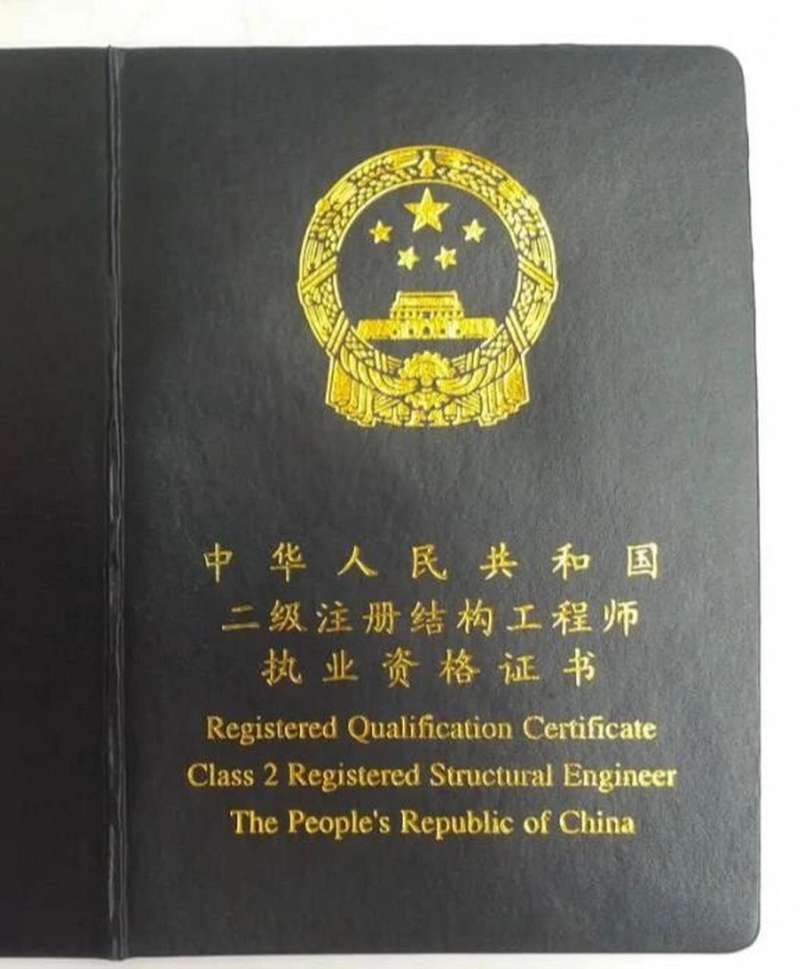 中华人民共和国
二级注册结构工程师
执业资格证书
Registered Qualification Certificate
Class 2 Registered Structural Engineer
The People's Republic of China